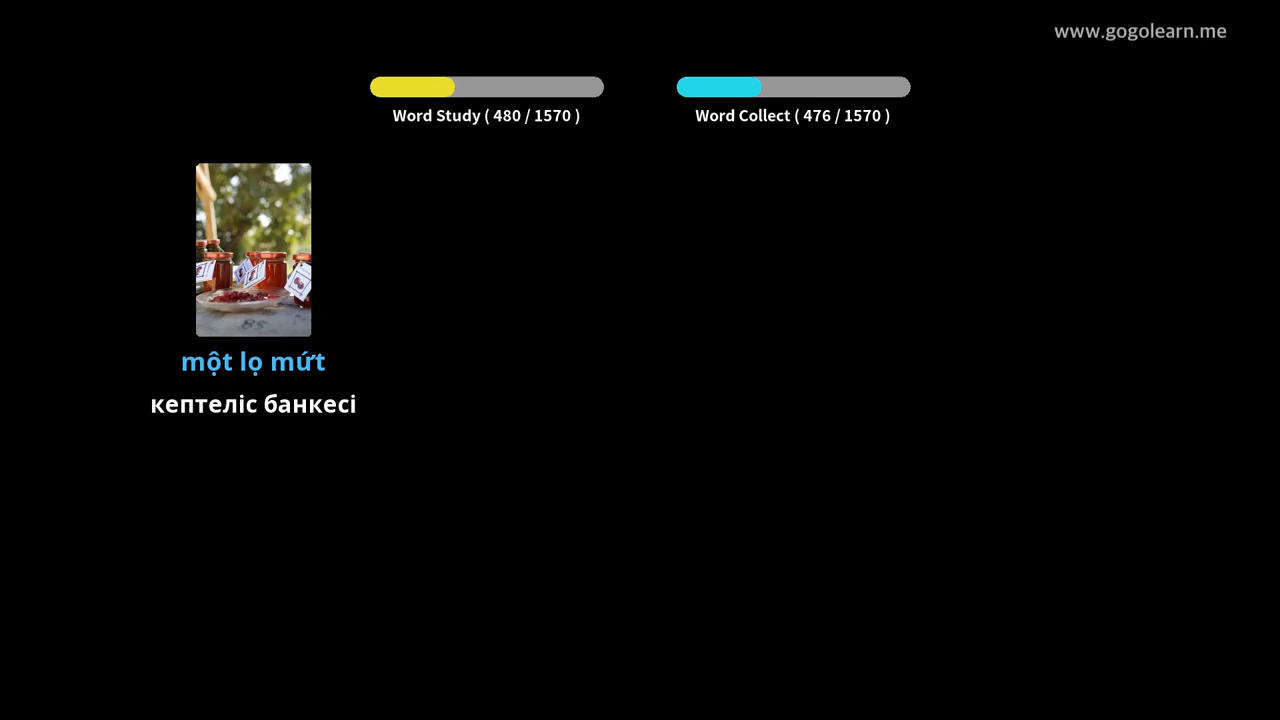 www.gogolearn.me
Word Study ( 480 / 1570 )
Word Collect ( 476 / 1570 )
một lọ mứt
кептеліс банкесі